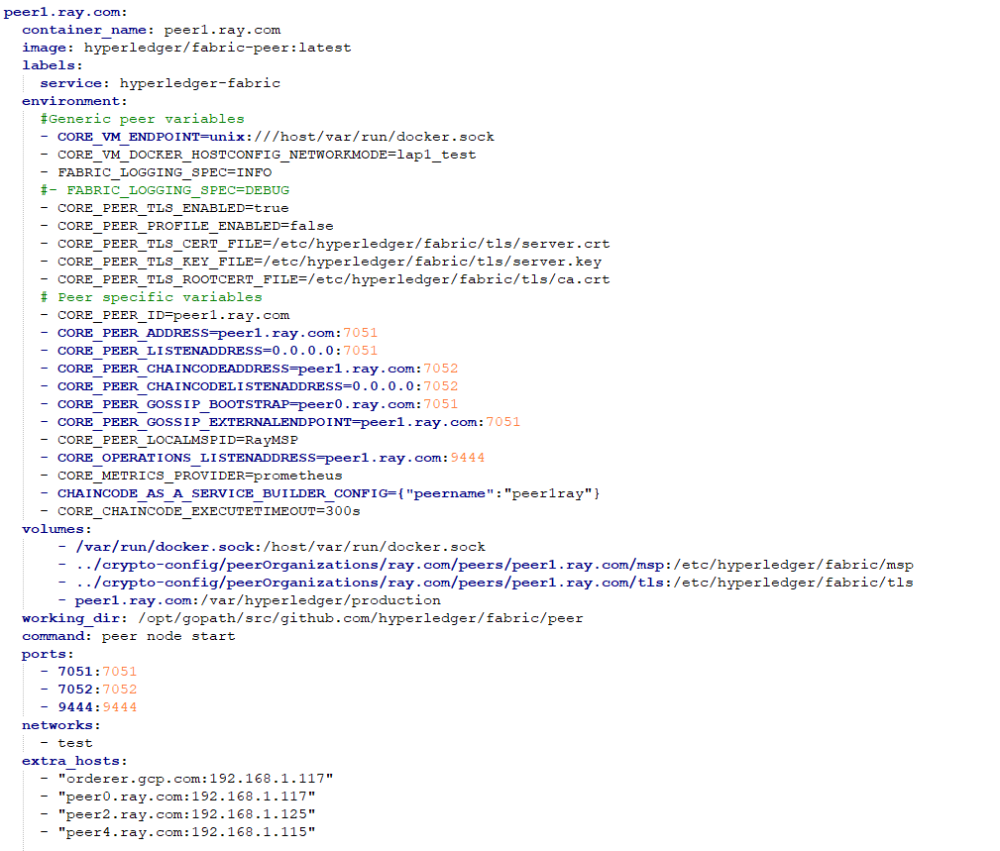 peer1.ray.com:
  container_name: peer1.ray.com
  image: hyperledger/fabric-peer:latest
  labels:
    service: hyperledger-fabric
  environment:
    #Generic peer variables
    - CORE_VM_ENDPOINT=unix:///host/var/run/docker.sock
    - CORE_VM_DOCKER_HOSTCONFIG_NETWORKMODE=lap1_test
    - FABRIC_LOGGING_SPEC=INFO
    #- FABRIC_LOGGING_SPEC=DEBUG
    - CORE_PEER_TLS_ENABLED=true
    - CORE_PEER_PROFILE_ENABLED=false
    - CORE_PEER_TLS_CERT_FILE=/etc/hyperledger/fabric/tls/server.crt
    - CORE_PEER_TLS_KEY_FILE=/etc/hyperledger/fabric/tls/server.key
    - CORE_PEER_TLS_ROOTCERT_FILE=/etc/hyperledger/fabric/tls/ca.crt
    # Peer specific variables
    - CORE_PEER_ID=peer1.ray.com
    - CORE_PEER_ADDRESS=peer1.ray.com:7051
    - CORE_PEER_LISTENADDRESS=0.0.0.0:7051
    - CORE_PEER_CHAINCODEADDRESS=peer1.ray.com:7052
    - CORE_PEER_CHAINCODELISTENADDRESS=0.0.0.0:7052
    - CORE_PEER_GOSSIP_BOOTSTRAP=peer0.ray.com:7051
    - CORE_PEER_GOSSIP_EXTERNALENDPOINT=peer1.ray.com:7051
    - CORE_PEER_LOCALMSPID=RayMSP
    - CORE_OPERATIONS_LISTENADDRESS=peer1.ray.com:9444
    - CORE_METRICS_PROVIDER=prometheus
    - CHAINCODE_AS_A_SERVICE_BUILDER_CONFIG={"peername":"peer1ray"}
    - CORE_CHAINCODE_EXECUTETIMEOUT=300s
  volumes:
      - /var/run/docker.sock:/host/var/run/docker.sock
      - ../crypto-config/peerOrganizations/ray.com/peers/peer1.ray.com/msp:/etc/hyperledger/fabric/msp
      - ../crypto-config/peerOrganizations/ray.com/peers/peer1.ray.com/tls:/etc/hyperledger/fabric/tls
      - peer1.ray.com:/var/hyperledger/production
  working_dir: /opt/gopath/src/github.com/hyperledger/fabric/peer
  command: peer node start
  ports:
    - 7051:7051
    - 7052:7052
    - 9444:9444
  networks:
    - test
  extra_hosts:
    - "orderer.gcp.com:192.168.1.117"
    - "peer0.ray.com:192.168.1.117"
    - "peer2.ray.com:192.168.1.125"
    - "peer4.ray.com:192.168.1.115"